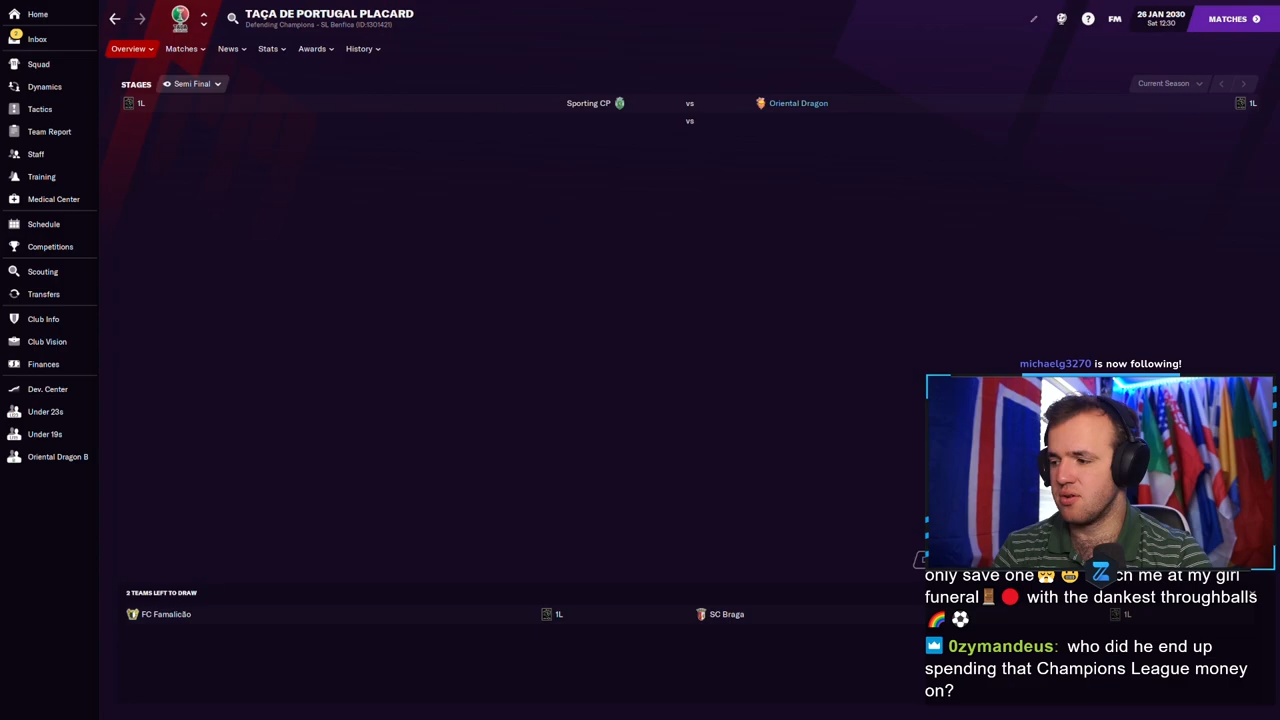 Home
TAÇA DE PORTUGAL PLACARD
Defending Champions - SL Benfica (ID:1301421)
FM
26 JAN 2030
Sat 12:30
MATCHES
2
Inbox
Overview
Matches
News
Stats
Awards
History
Squad
Dynamics
Tactics
Team Report
Staff
Training
Medical Center
Schedule
Competitions
Scouting
Transfers
Club Info
Club Vision
Finances
Dev. Center
Under 23s
Under 19s
Oriental Dragon B
STAGES
Semi Final
Current Season
1L
Sporting CP
vs
Oriental Dragon
1L
vs
michaelg3270 is now following!
2 TEAMS LEFT TO DRAW
FC Famalicão
1L
SC Braga
1L
only save one ch me at my girl
funeral with the dankest throughballs
0zymandeus: who did he end up
spending that Champions League money
on?